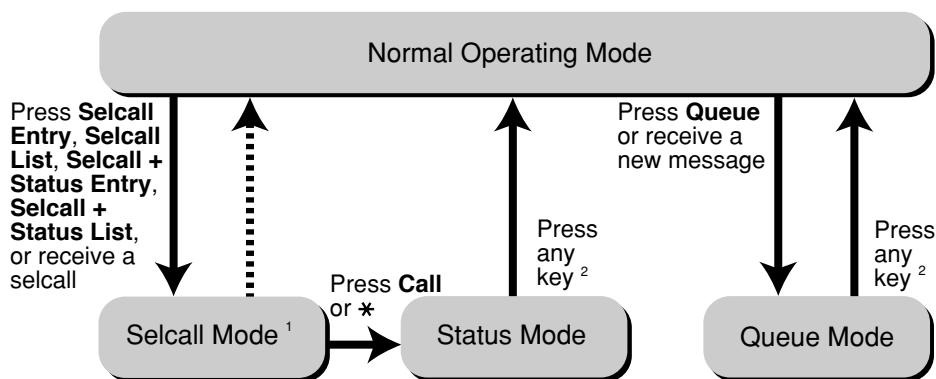 Normal Operating Mode
Press Selcall
Entry, Selcall
List, Selcall +
Status Entry,
Selcall +
Status List,
or receive a
selcall
Press Queue
or receive a
new message
Press
any
key 2
Press
any
key 2
Press Call
or *
Selcall Mode 1
Status Mode
Queue Mode